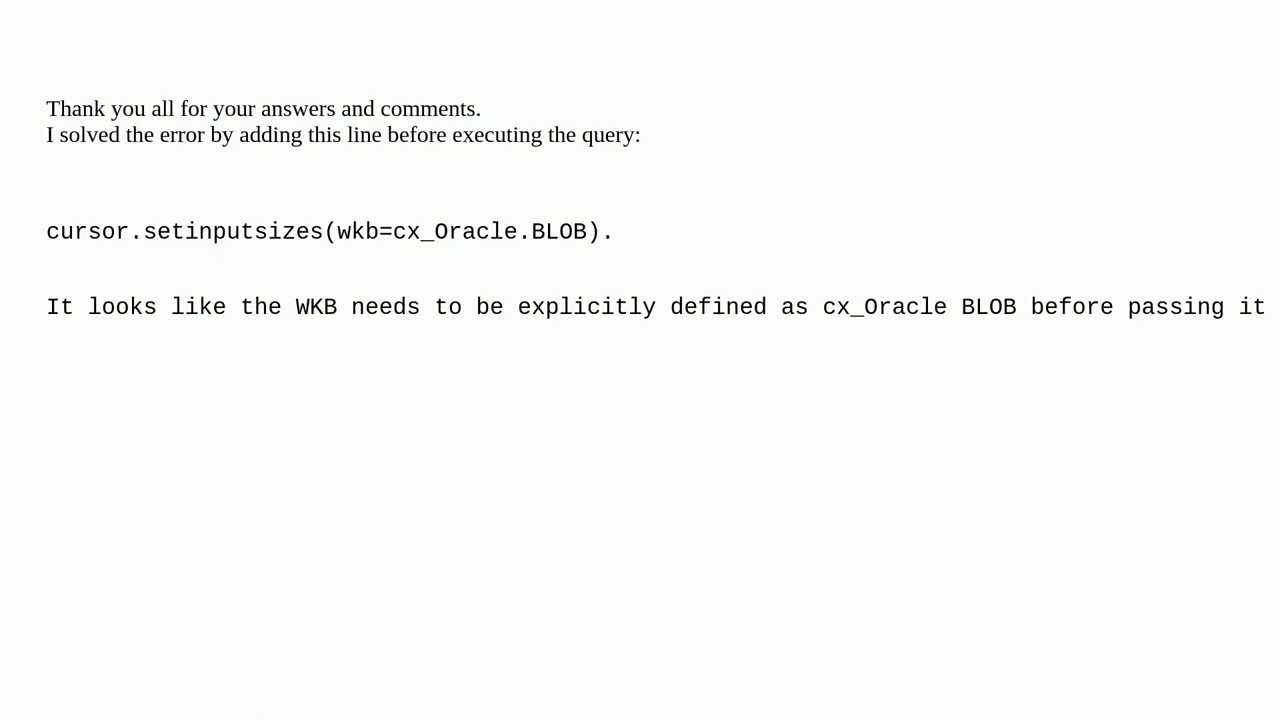 Thank you all for your answers and comments.
I solved the error by adding this line before executing the query:
cursor.setinputsizes(wkb=cx_Oracle.BLOB).
It looks like the WKB needs to be explicitly defined as cx_Oracle BLOB before passing it